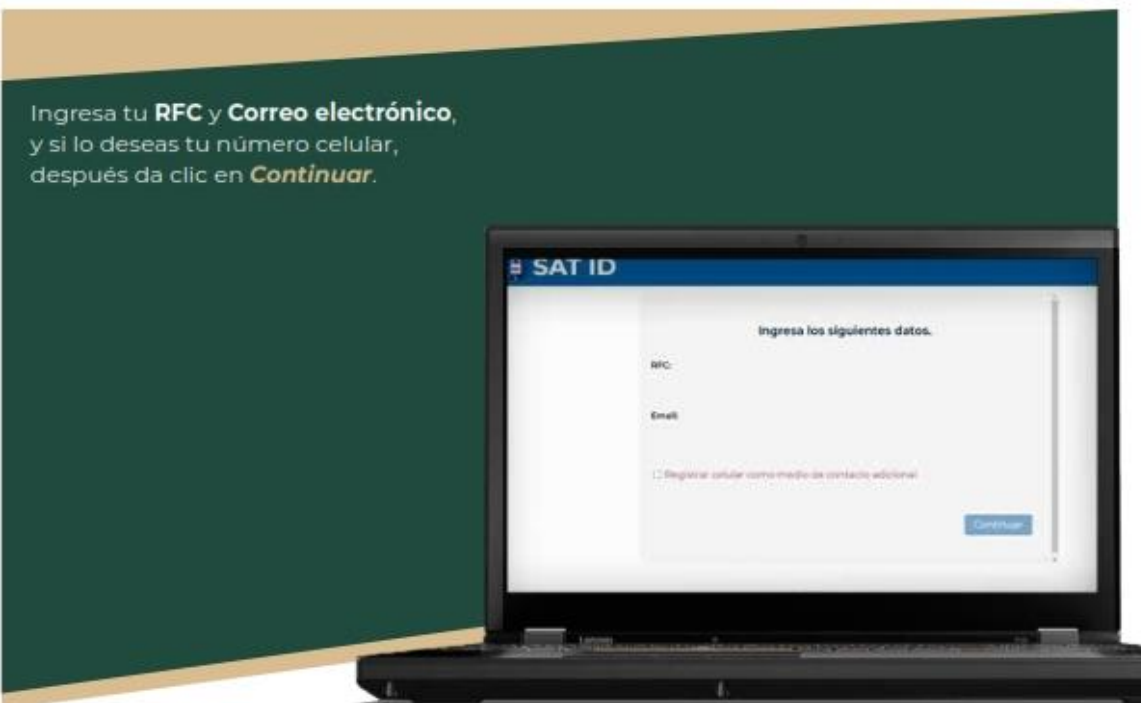 Ingresa tu RFC y Correo electrónico,
y si lo deseas tu número celular,
después da clic en Continuar.
SAT ID
Ingresa los siguientes datos.
RFC:
Email:
Registrar celular como medio de contacto adicional
Continuar
Lenovo